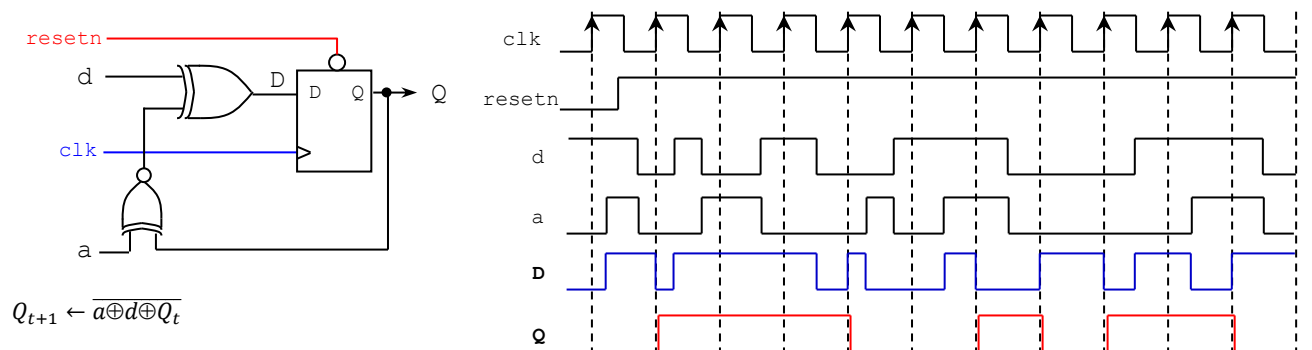 resetn
d
D
D
Q
Q
clk
a
Q_{t+1} ← \overline{a⊕d⊕Q_t}
clk
resetn
d
a
D
Q